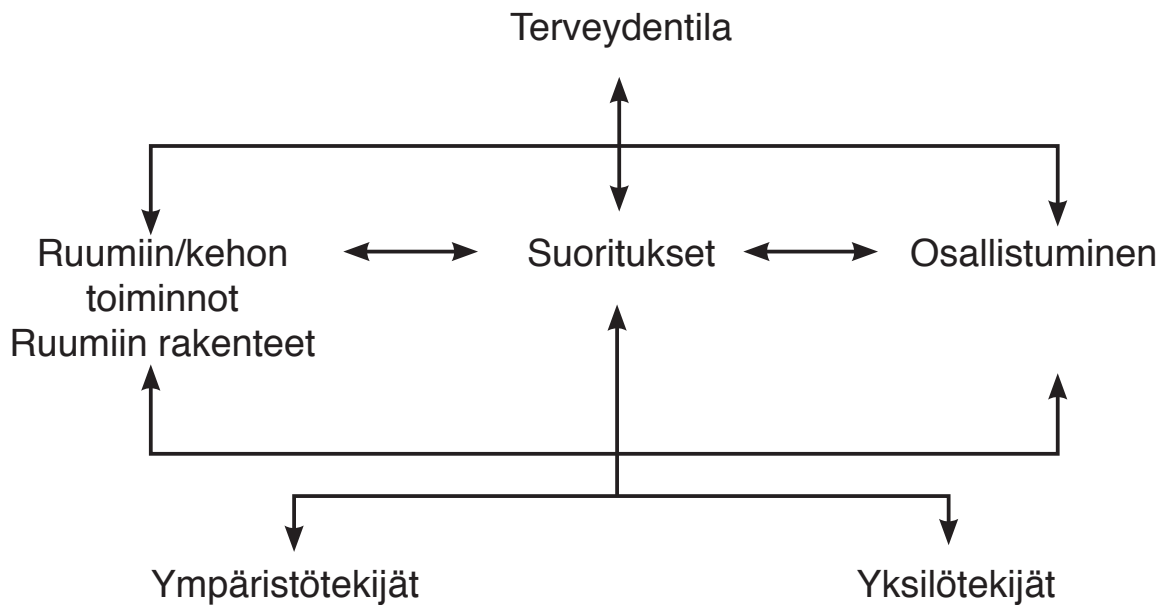 Terveydentila
Ruumiin/kehon
toiminnot
Ruumiin rakenteet
Suoritukset
Osallistuminen
Ympäristötekijät
Yksilötekijät